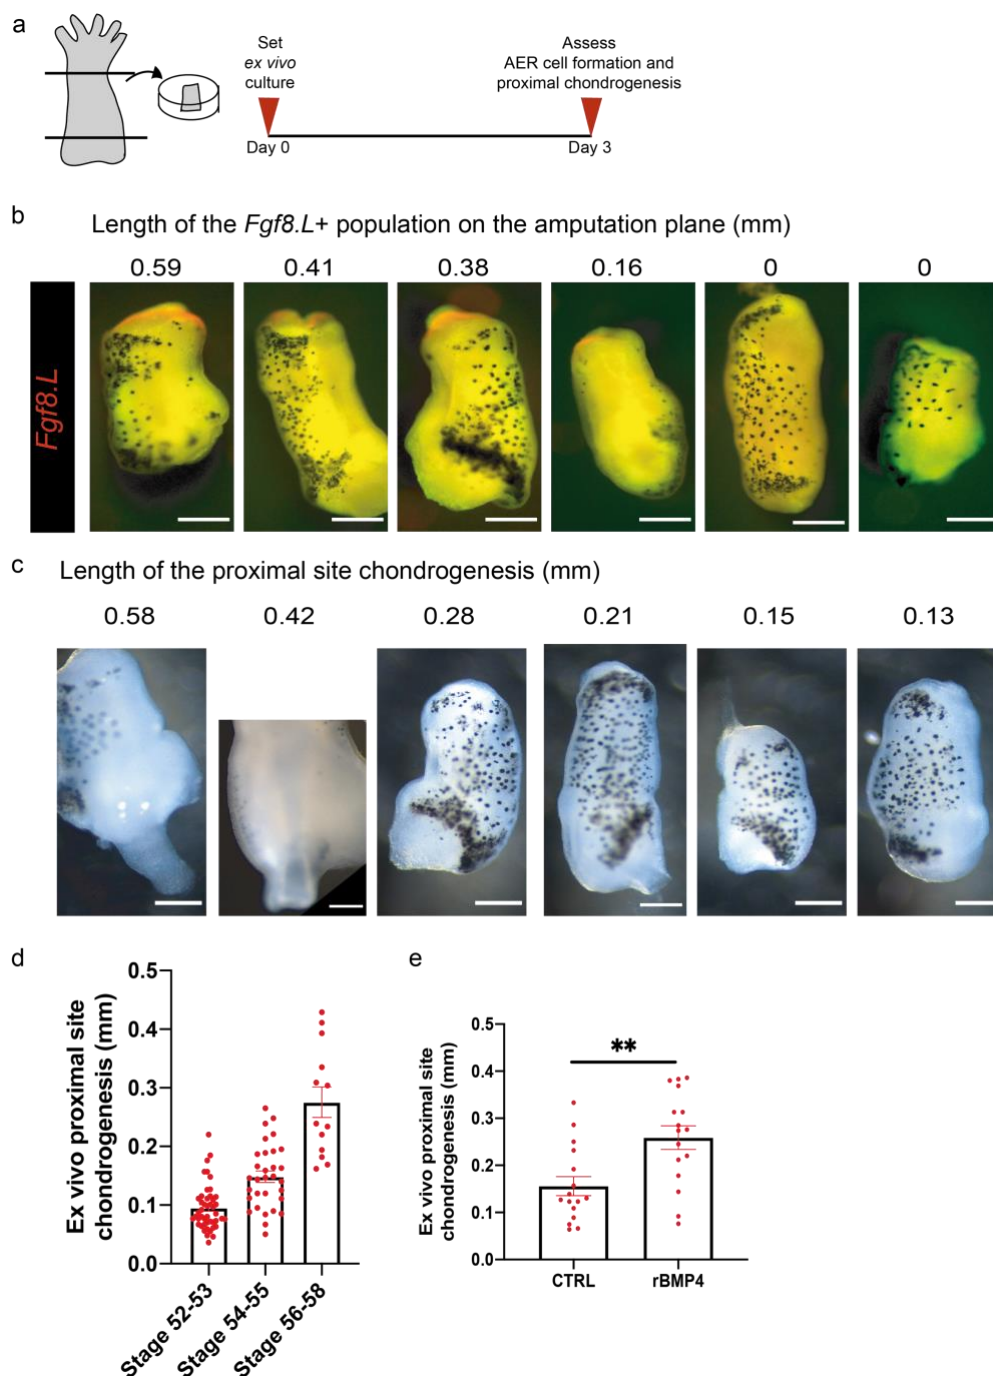 a
Set
ex vivo
culture
Assess
AER cell formation and
proximal chondrogenesis
Day 0
Day 3
b
Length of the Fgf8.L+ population on the amputation plane (mm)
0.59
0.41
0.38
0.16
0
0
Fgf8.L
c
Length of the proximal site chondrogenesis (mm)
0.58
0.42
0.28
0.21
0.15
0.13
d
Ex vivo proximal site
chondrogenesis (mm)
0.5
0.4
0.3
0.2
0.1
0.0
Stage 52-53
Stage 54-55
Stage 56-58
e
Ex vivo proximal site
chondrogenesis (mm)
0.5
0.4
0.3
0.2
0.1
0.0
**
CTRL
rBMP4